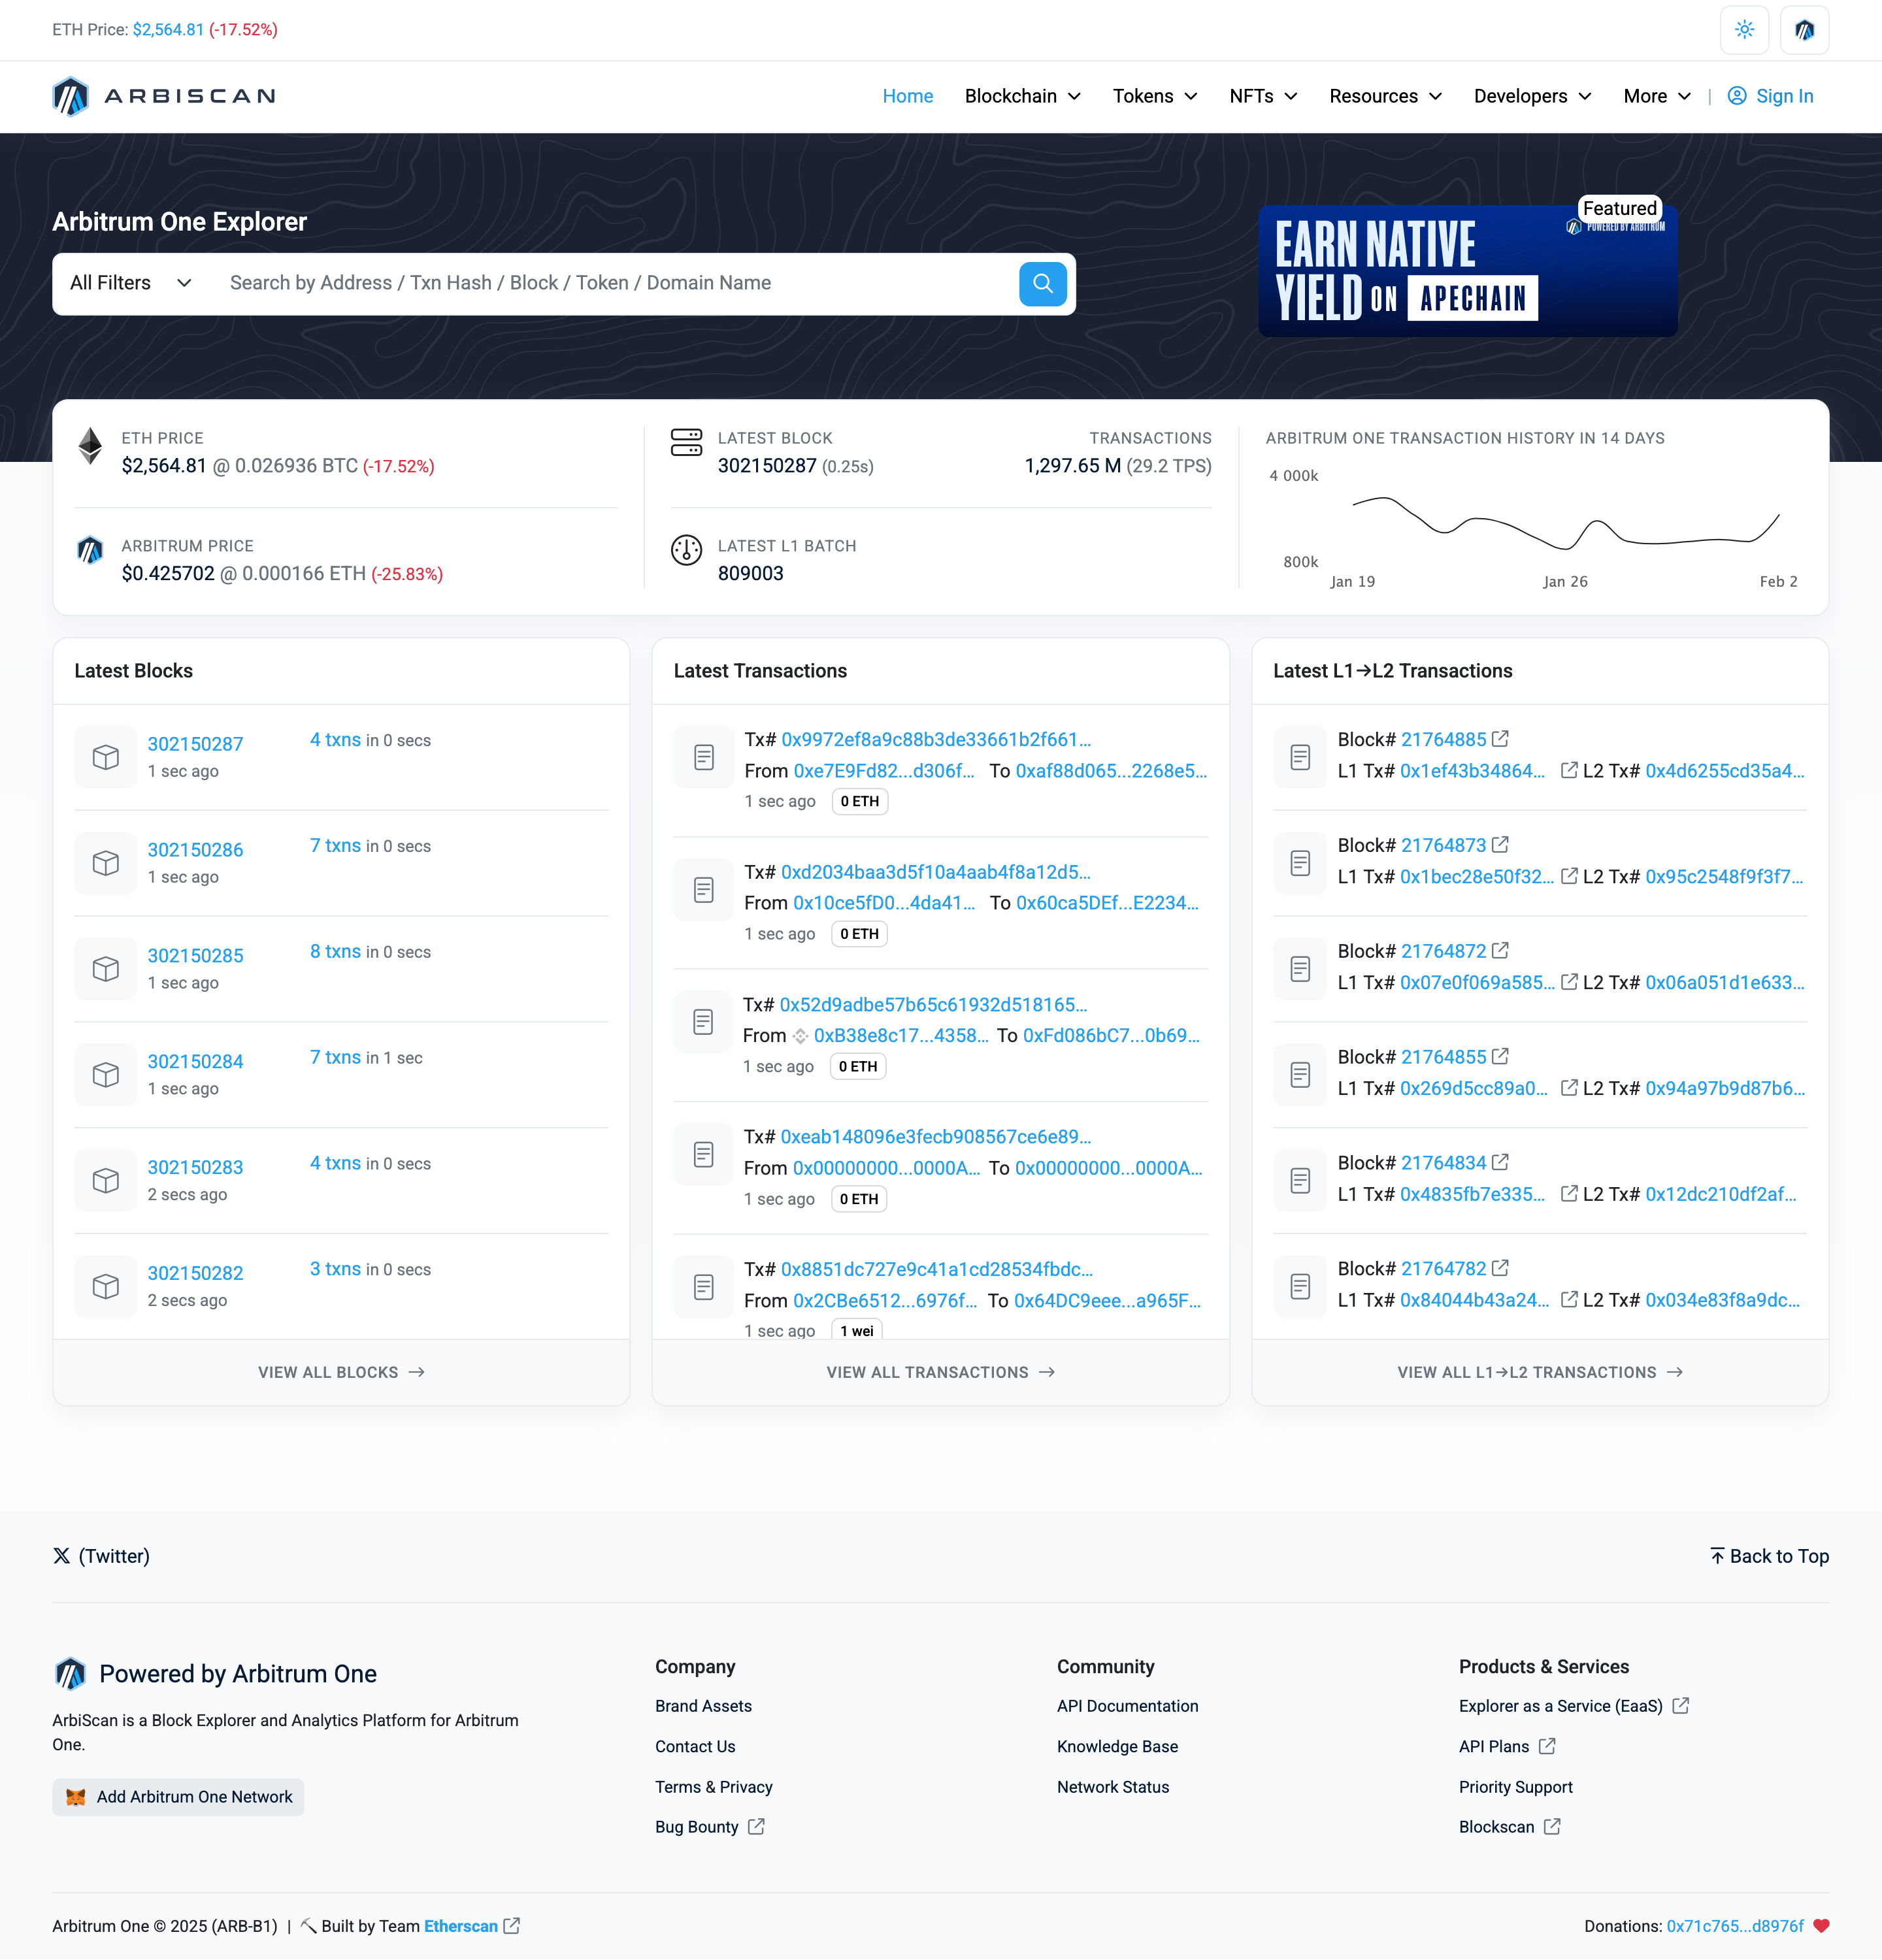 ETH Price: $2,564.81 (-17.52%)
ARBISCAN
Home Blockchain Tokens NFTs Resources Developers More | Sign In
Arbitrum One Explorer
All Filters Search by Address / Txn Hash / Block / Token / Domain Name
Featured
POWERED BY ARBITRUM
EARN NATIVE
YIELD ON APECHAIN
ETH PRICE
$2,564.81 @ 0.026936 BTC (-17.52%)
ARBITRUM PRICE
$0.425702 @ 0.000166 ETH (-25.83%)
LATEST BLOCK
302150287 (0.25s)
TRANSACTIONS
1,297.65 M (29.2 TPS)
LATEST L1 BATCH
809003
ARBITRUM ONE TRANSACTION HISTORY IN 14 DAYS
4 000k
800k
Jan 19 Jan 26 Feb 2
Latest Blocks
302150287 4 txns in 0 secs
1 sec ago
302150286 7 txns in 0 secs
1 sec ago
302150285 8 txns in 0 secs
1 sec ago
302150284 7 txns in 1 sec
1 sec ago
302150283 4 txns in 0 secs
2 secs ago
302150282 3 txns in 0 secs
2 secs ago
VIEW ALL BLOCKS →
Latest Transactions
Tx# 0x9972ef8a9c88b3de33661b2f661...
From 0xe7E9Fd82...d306f... To 0xaf88d065...2268e5...
1 sec ago 0 ETH
Tx# 0xd2034baa3d5f10a4aab4f8a12d5...
From 0x10ce5fD0...4da41... To 0x60ca5DEf...E2234...
1 sec ago 0 ETH
Tx# 0x52d9adbe57b65c61932d518165...
From 0xB38e8c17...4358... To 0xFd086bC7...0b69...
1 sec ago 0 ETH
Tx# 0xeab148096e3fecb908567ce6e89...
From 0x00000000...0000A... To 0x00000000...0000A...
1 sec ago 0 ETH
Tx# 0x8851dc727e9c41a1cd28534fbdc...
From 0x2CBe6512...6976f... To 0x64DC9eee...a965F...
1 sec ago 1 wei
VIEW ALL TRANSACTIONS →
Latest L1→L2 Transactions
Block# 21764885
L1 Tx# 0x1ef43b34864... L2 Tx# 0x4d6255cd35a4...
Block# 21764873
L1 Tx# 0x1bec28e50f32... L2 Tx# 0x95c2548f9f3f7...
Block# 21764872
L1 Tx# 0x07e0f069a585... L2 Tx# 0x06a051d1e633...
Block# 21764855
L1 Tx# 0x269d5cc89a0... L2 Tx# 0x94a97b9d87b6...
Block# 21764834
L1 Tx# 0x4835fb7e335... L2 Tx# 0x12dc210df2af...
Block# 21764782
L1 Tx# 0x84044b43a24... L2 Tx# 0x034e83f8a9dc...
VIEW ALL L1→L2 TRANSACTIONS →
X (Twitter)
Back to Top
Powered by Arbitrum One
ArbiScan is a Block Explorer and Analytics Platform for Arbitrum
One.
Add Arbitrum One Network
Company
Brand Assets
Contact Us
Terms & Privacy
Bug Bounty
Community
API Documentation
Knowledge Base
Network Status
Products & Services
Explorer as a Service (EaaS)
API Plans
Priority Support
Blockscan
Arbitrum One © 2025 (ARB-B1) | Built by Team Etherscan
Donations: 0x71c765...d8976f